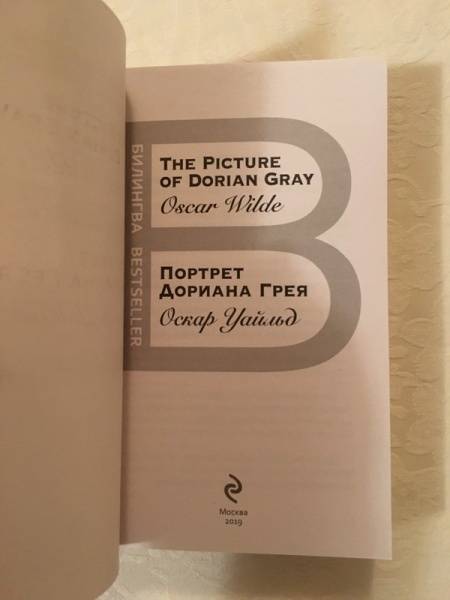 БИЛИНГВА BESTSELLER
THE PICTURE
OF DORIAN GRAY
Oscar Wilde
ПОРТРЕТ
ДОРИАНА ГРЕЯ
Оскар Уайльд
Москва
2019